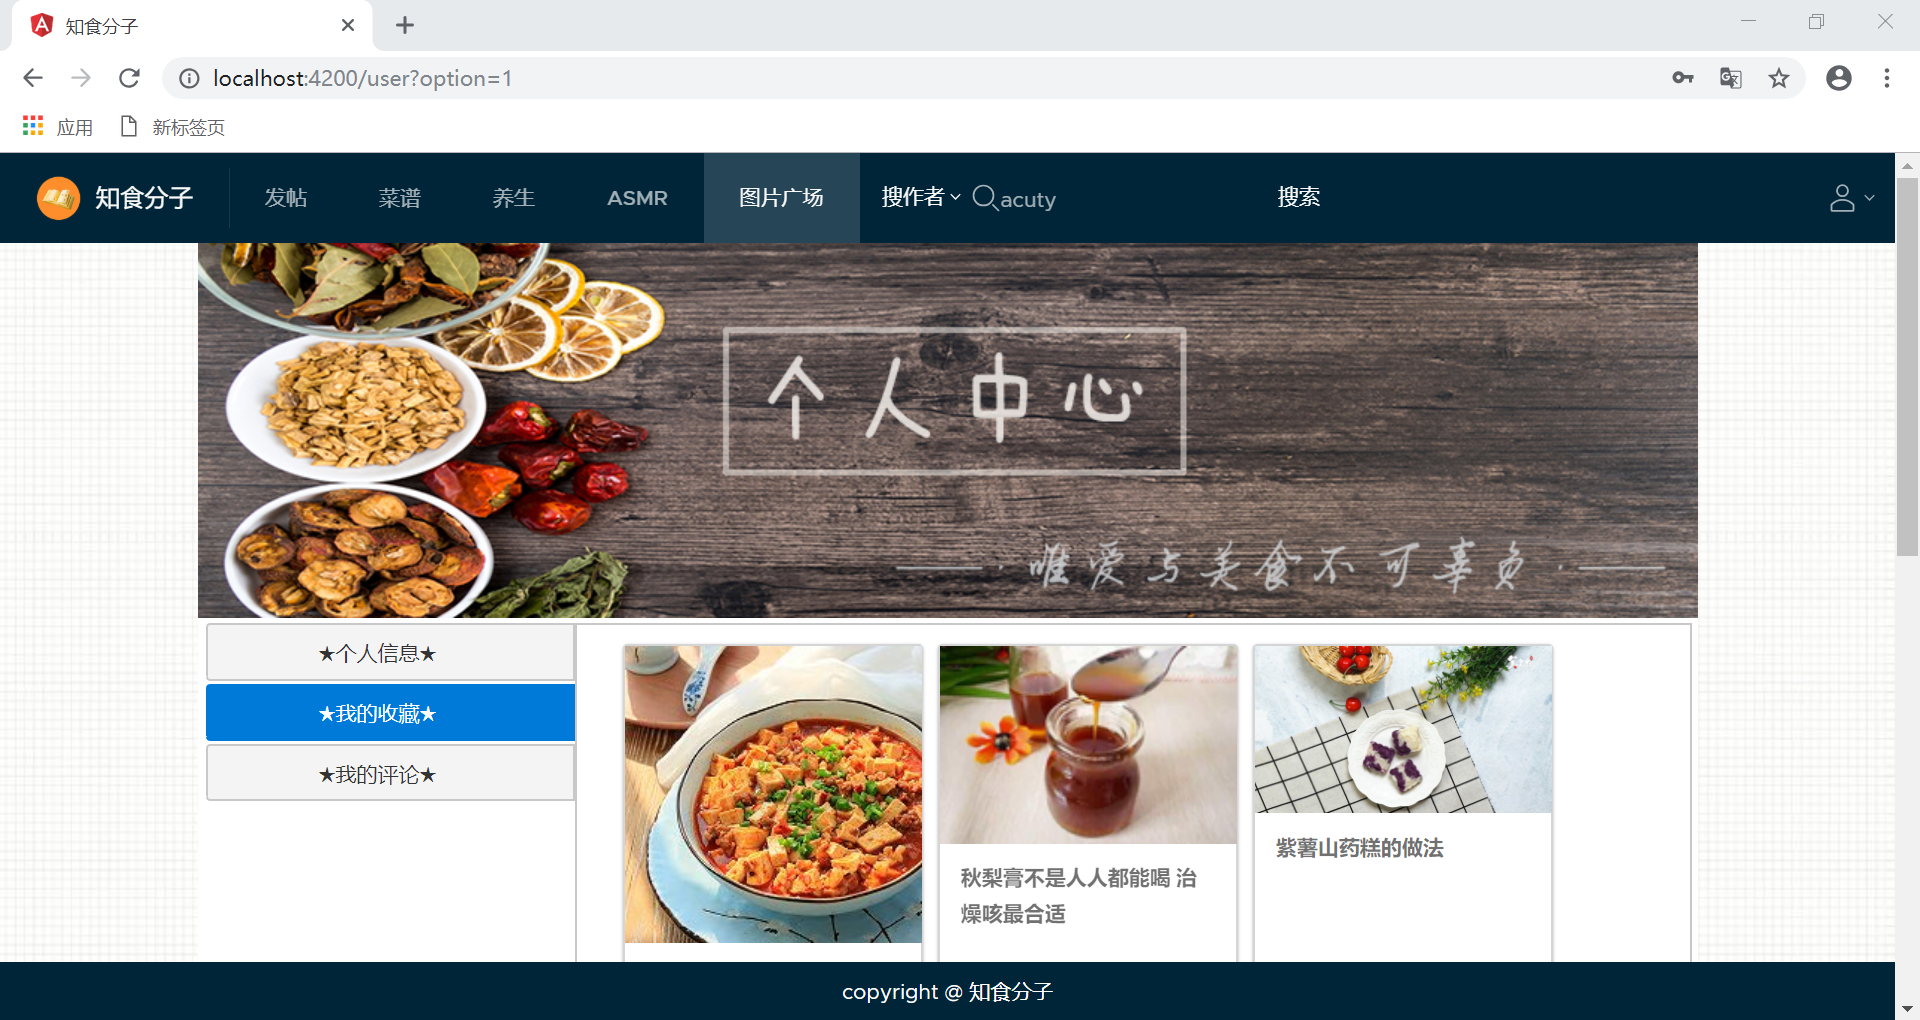 知食分子
localhost:4200/user?option=1
应用 新标签页
知食分子 发帖 菜谱 养生 ASMR 图片广场 搜作者 acuty 搜索
个人中心
唯爱与美食不可辜负
★个人信息★
★我的收藏★
★我的评论★
秋梨膏不是人人都能喝 治
燥咳最合适
紫薯山药糕的做法
copyright @ 知食分子